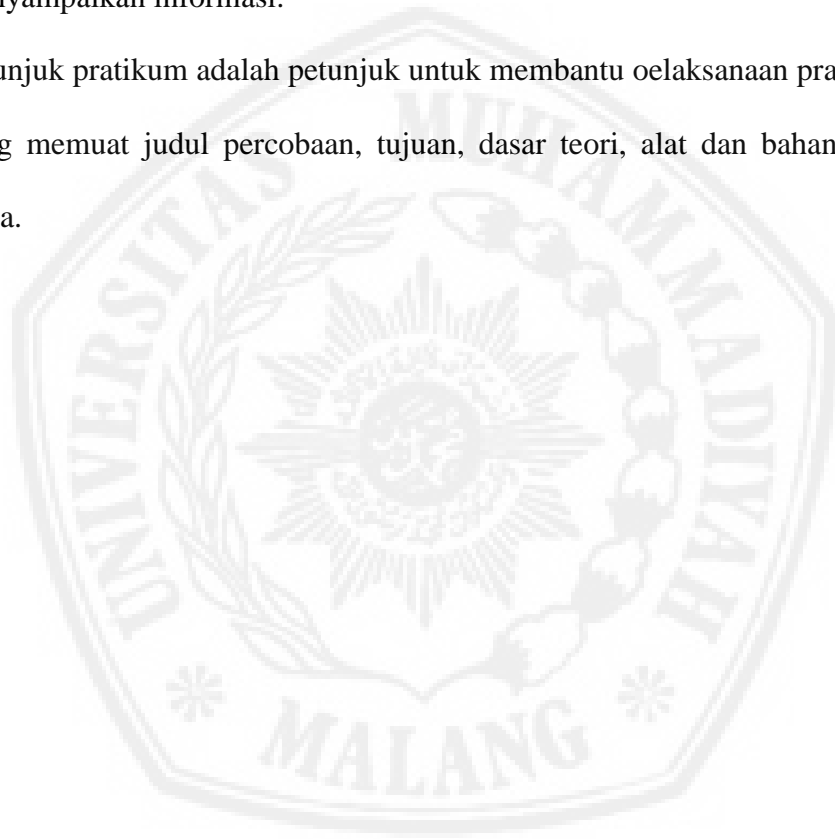 nyampaikan informasi.
unjuk pratikum adalah petunjuk untuk membantu oelaksanaan pra
g memuat judul percobaan, tujuan, dasar teori, alat dan bahan
a.
UNIVERSITAS MUHAMMADIYAH
MALANG